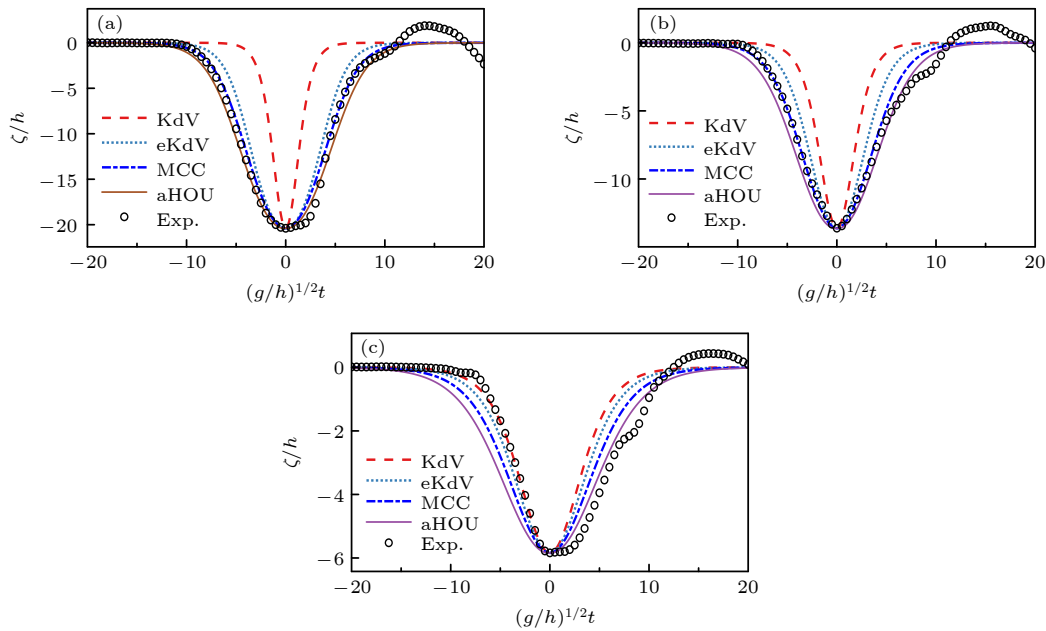 (a)
ζ/h
0
−5
−10
−15
−20
KdV
eKdV
MCC
aHOU
Exp.
−20 −10 0 10 20
(g/h)^{1/2}t
(b)
ζ/h
0
−5
−10
KdV
eKdV
MCC
aHOU
Exp.
−20 −10 0 10 20
(g/h)^{1/2}t
(c)
ζ/h
0
−2
−4
−6
KdV
eKdV
MCC
aHOU
Exp.
−20 −10 0 10 20
(g/h)^{1/2}t